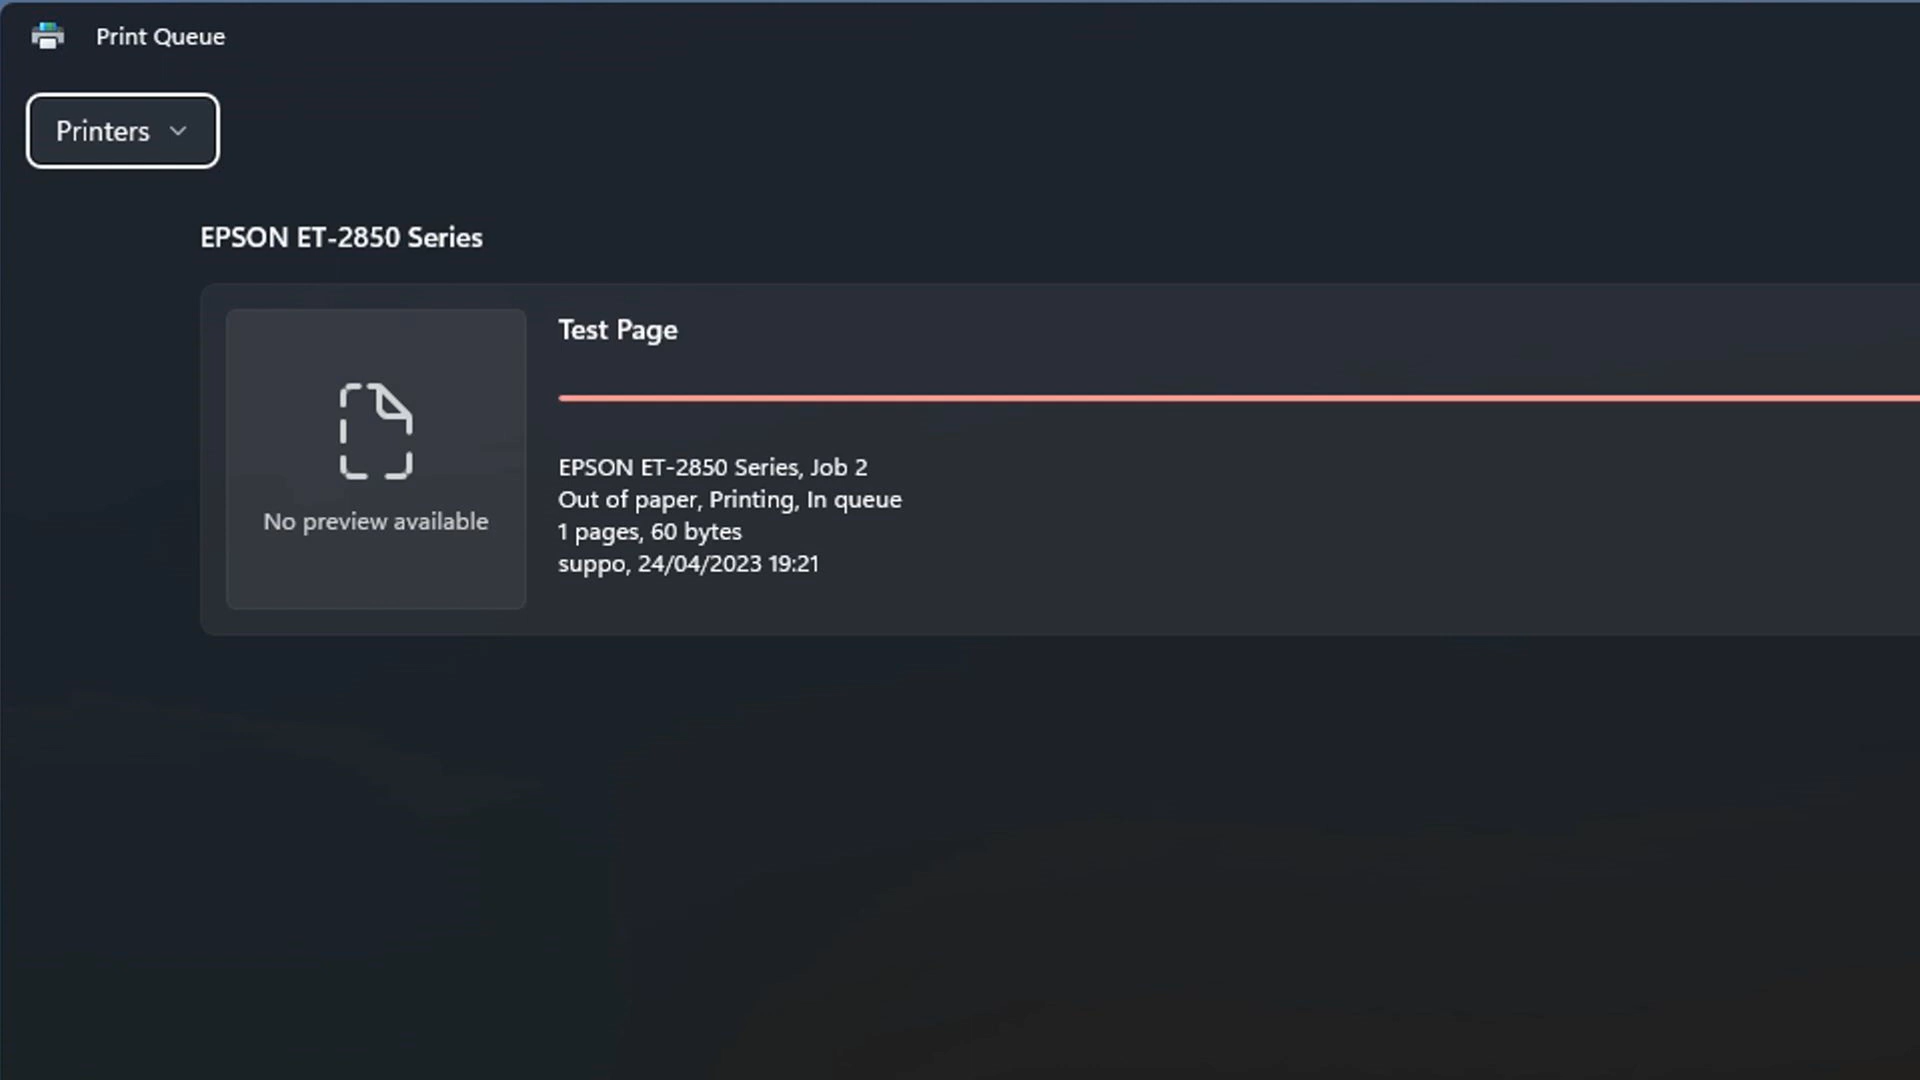 Print Queue
Printers
EPSON ET-2850 Series
Test Page
No preview available
EPSON ET-2850 Series, Job 2
Out of paper, Printing, In queue
1 pages, 60 bytes
suppo, 24/04/2023 19:21